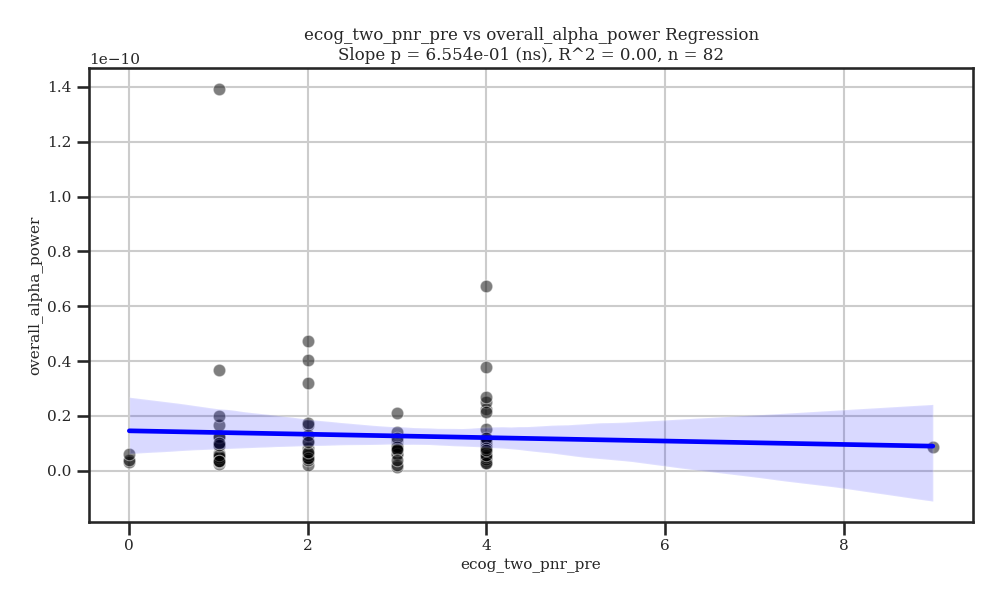 ecog_two_pnr_pre vs overall_alpha_power Regression
Slope p = 6.554e-01 (ns), R^2 = 0.00, n = 82
1e−10
1.4
1.2
1.0
0.8
0.6
0.4
0.2
0.0
overall_alpha_power
0 2 4 6 8
ecog_two_pnr_pre